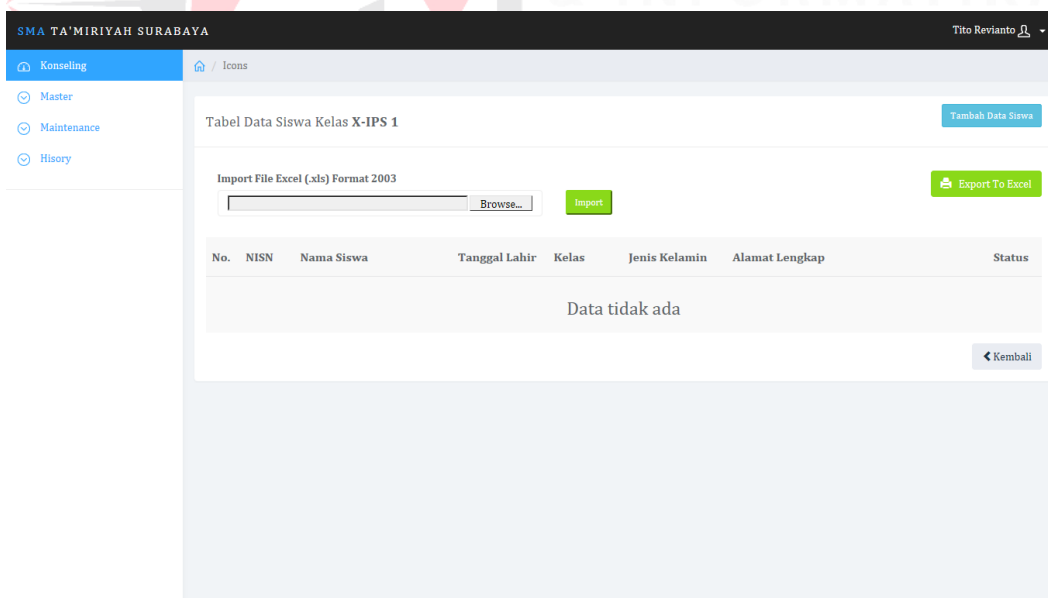 SMA TA'MIRIYAH SURABAYA
Tito Revianto
Konseling
Master
Maintenance
Hisory
/ Icons
Tabel Data Siswa Kelas X-IPS 1
Tambah Data Siswa
Import File Excel (.xls) Format 2003
Browse...
Import
Export To Excel
No. NISN Nama Siswa Tanggal Lahir Kelas Jenis Kelamin Alamat Lengkap Status
Data tidak ada
Kembali